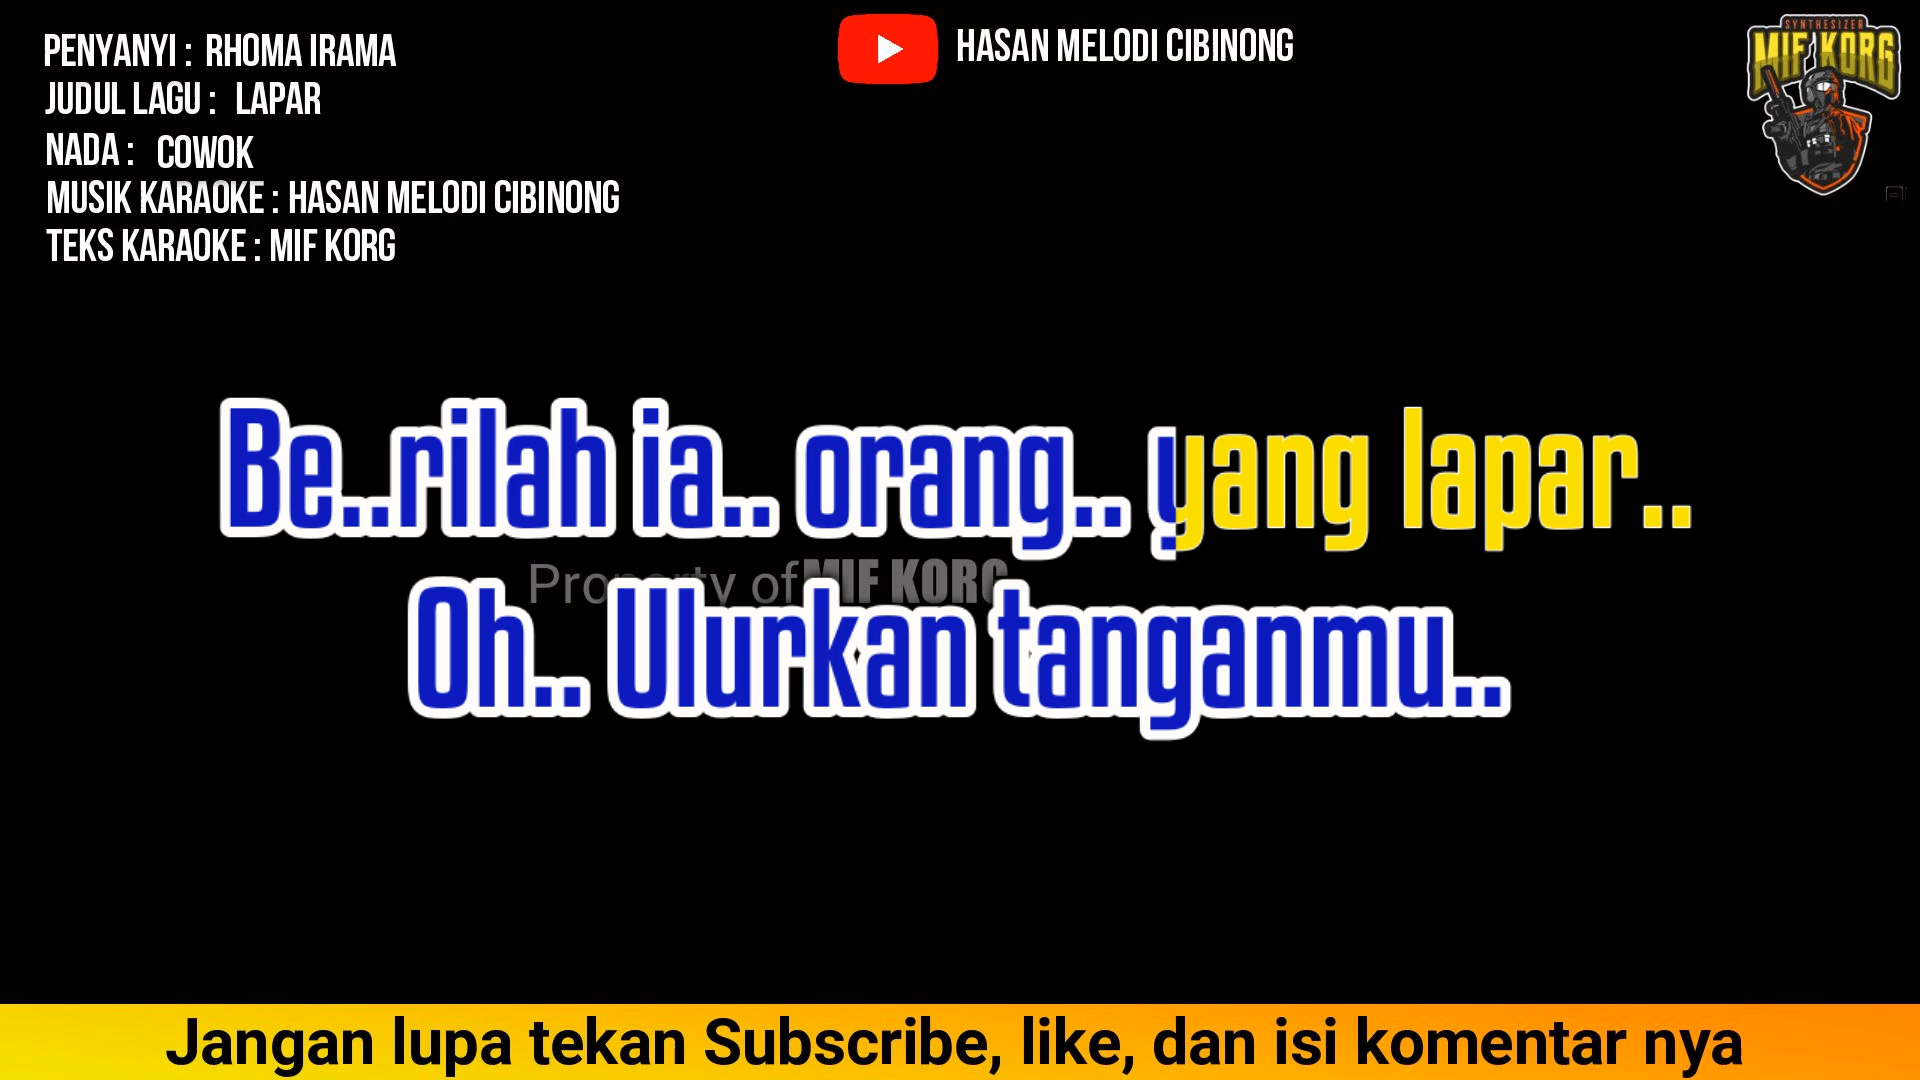 PENYANYI : RHOMA IRAMA
JUDUL LAGU : LAPAR
NADA : COWOK
MUSIK KARAOKE : HASAN MELODI CIBINONG
TEKS KARAOKE : MIF KORG
HASAN MELODI CIBINONG
SYNTHESIZER
MIF KORG
Be..rilah ia.. orang.. yang lapar..
Property of MIF KORG
Oh.. Ulurkan tanganmu..
Jangan lupa tekan Subscribe, like, dan isi komentar nya